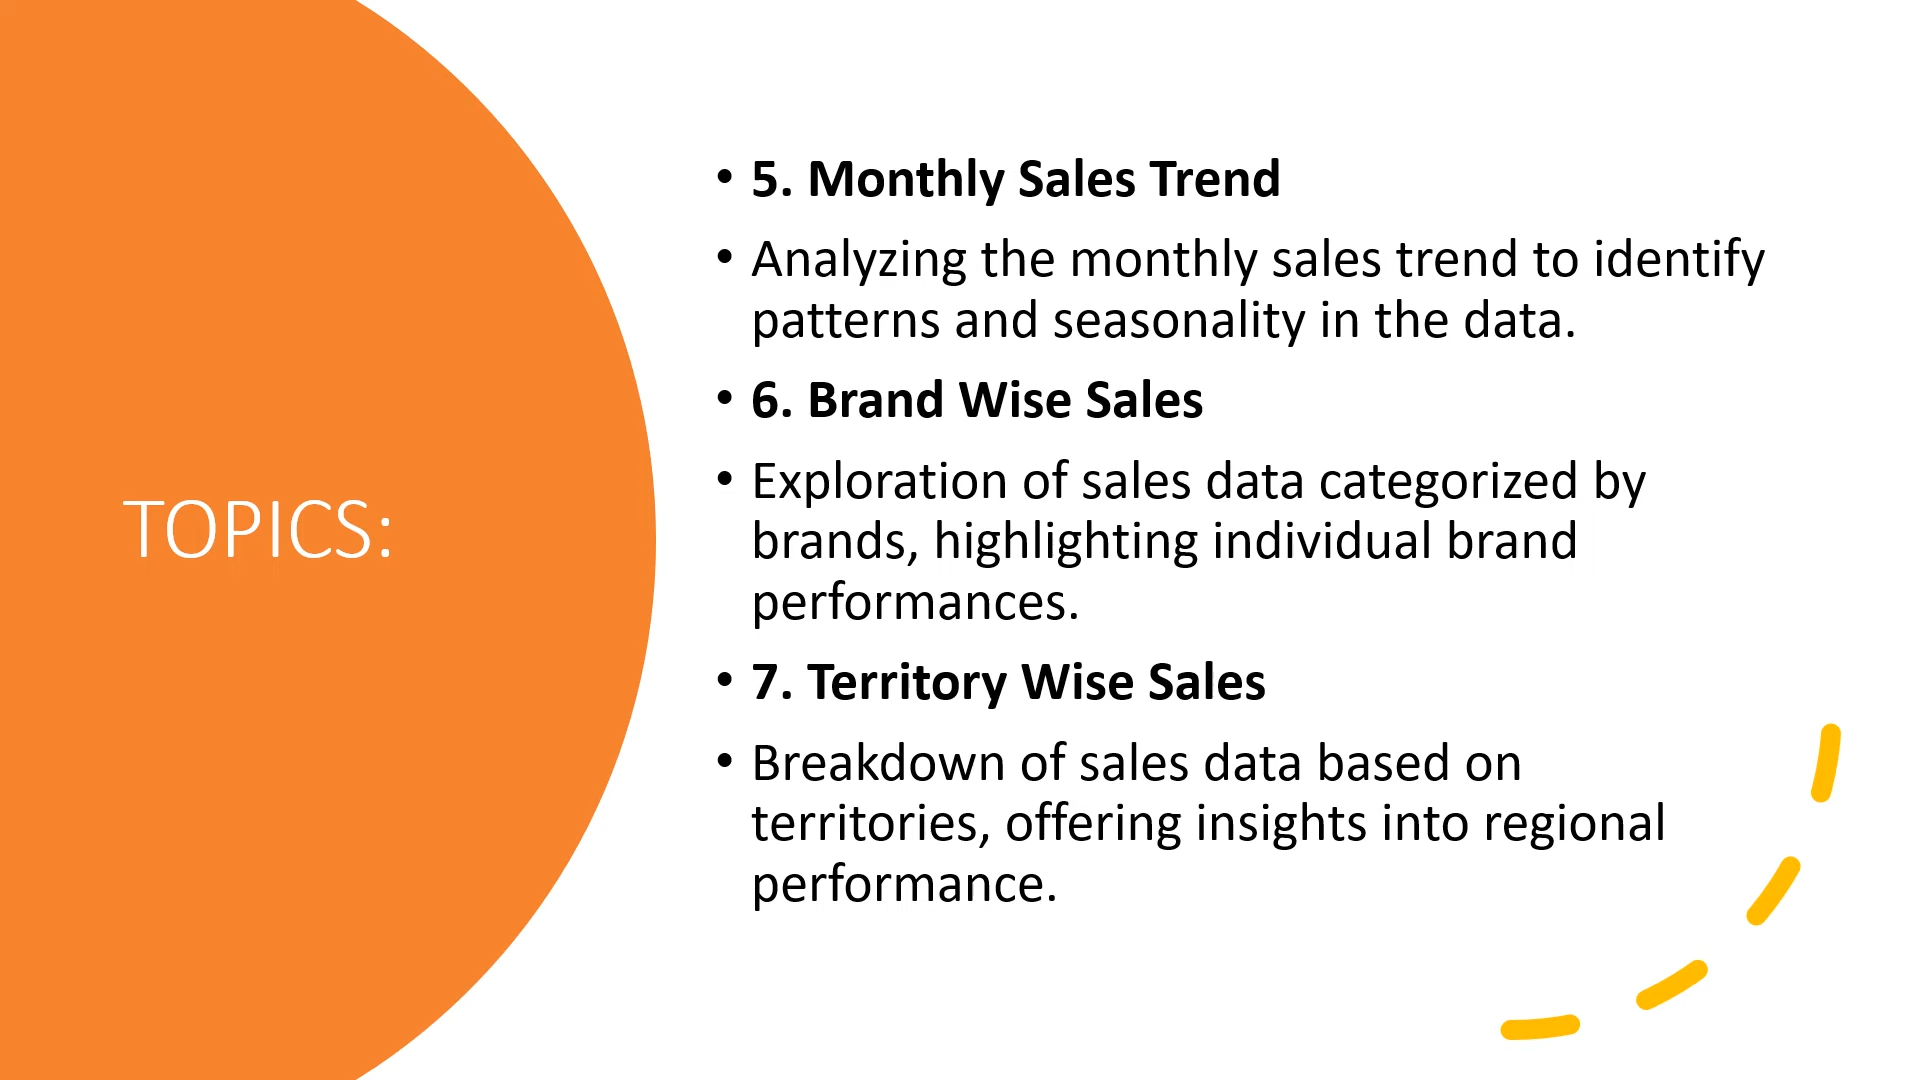 TOPICS:
• 5. Monthly Sales Trend
• Analyzing the monthly sales trend to identify
patterns and seasonality in the data.
• 6. Brand Wise Sales
• Exploration of sales data categorized by
brands, highlighting individual brand
performances.
• 7. Territory Wise Sales
• Breakdown of sales data based on
territories, offering insights into regional
performance.